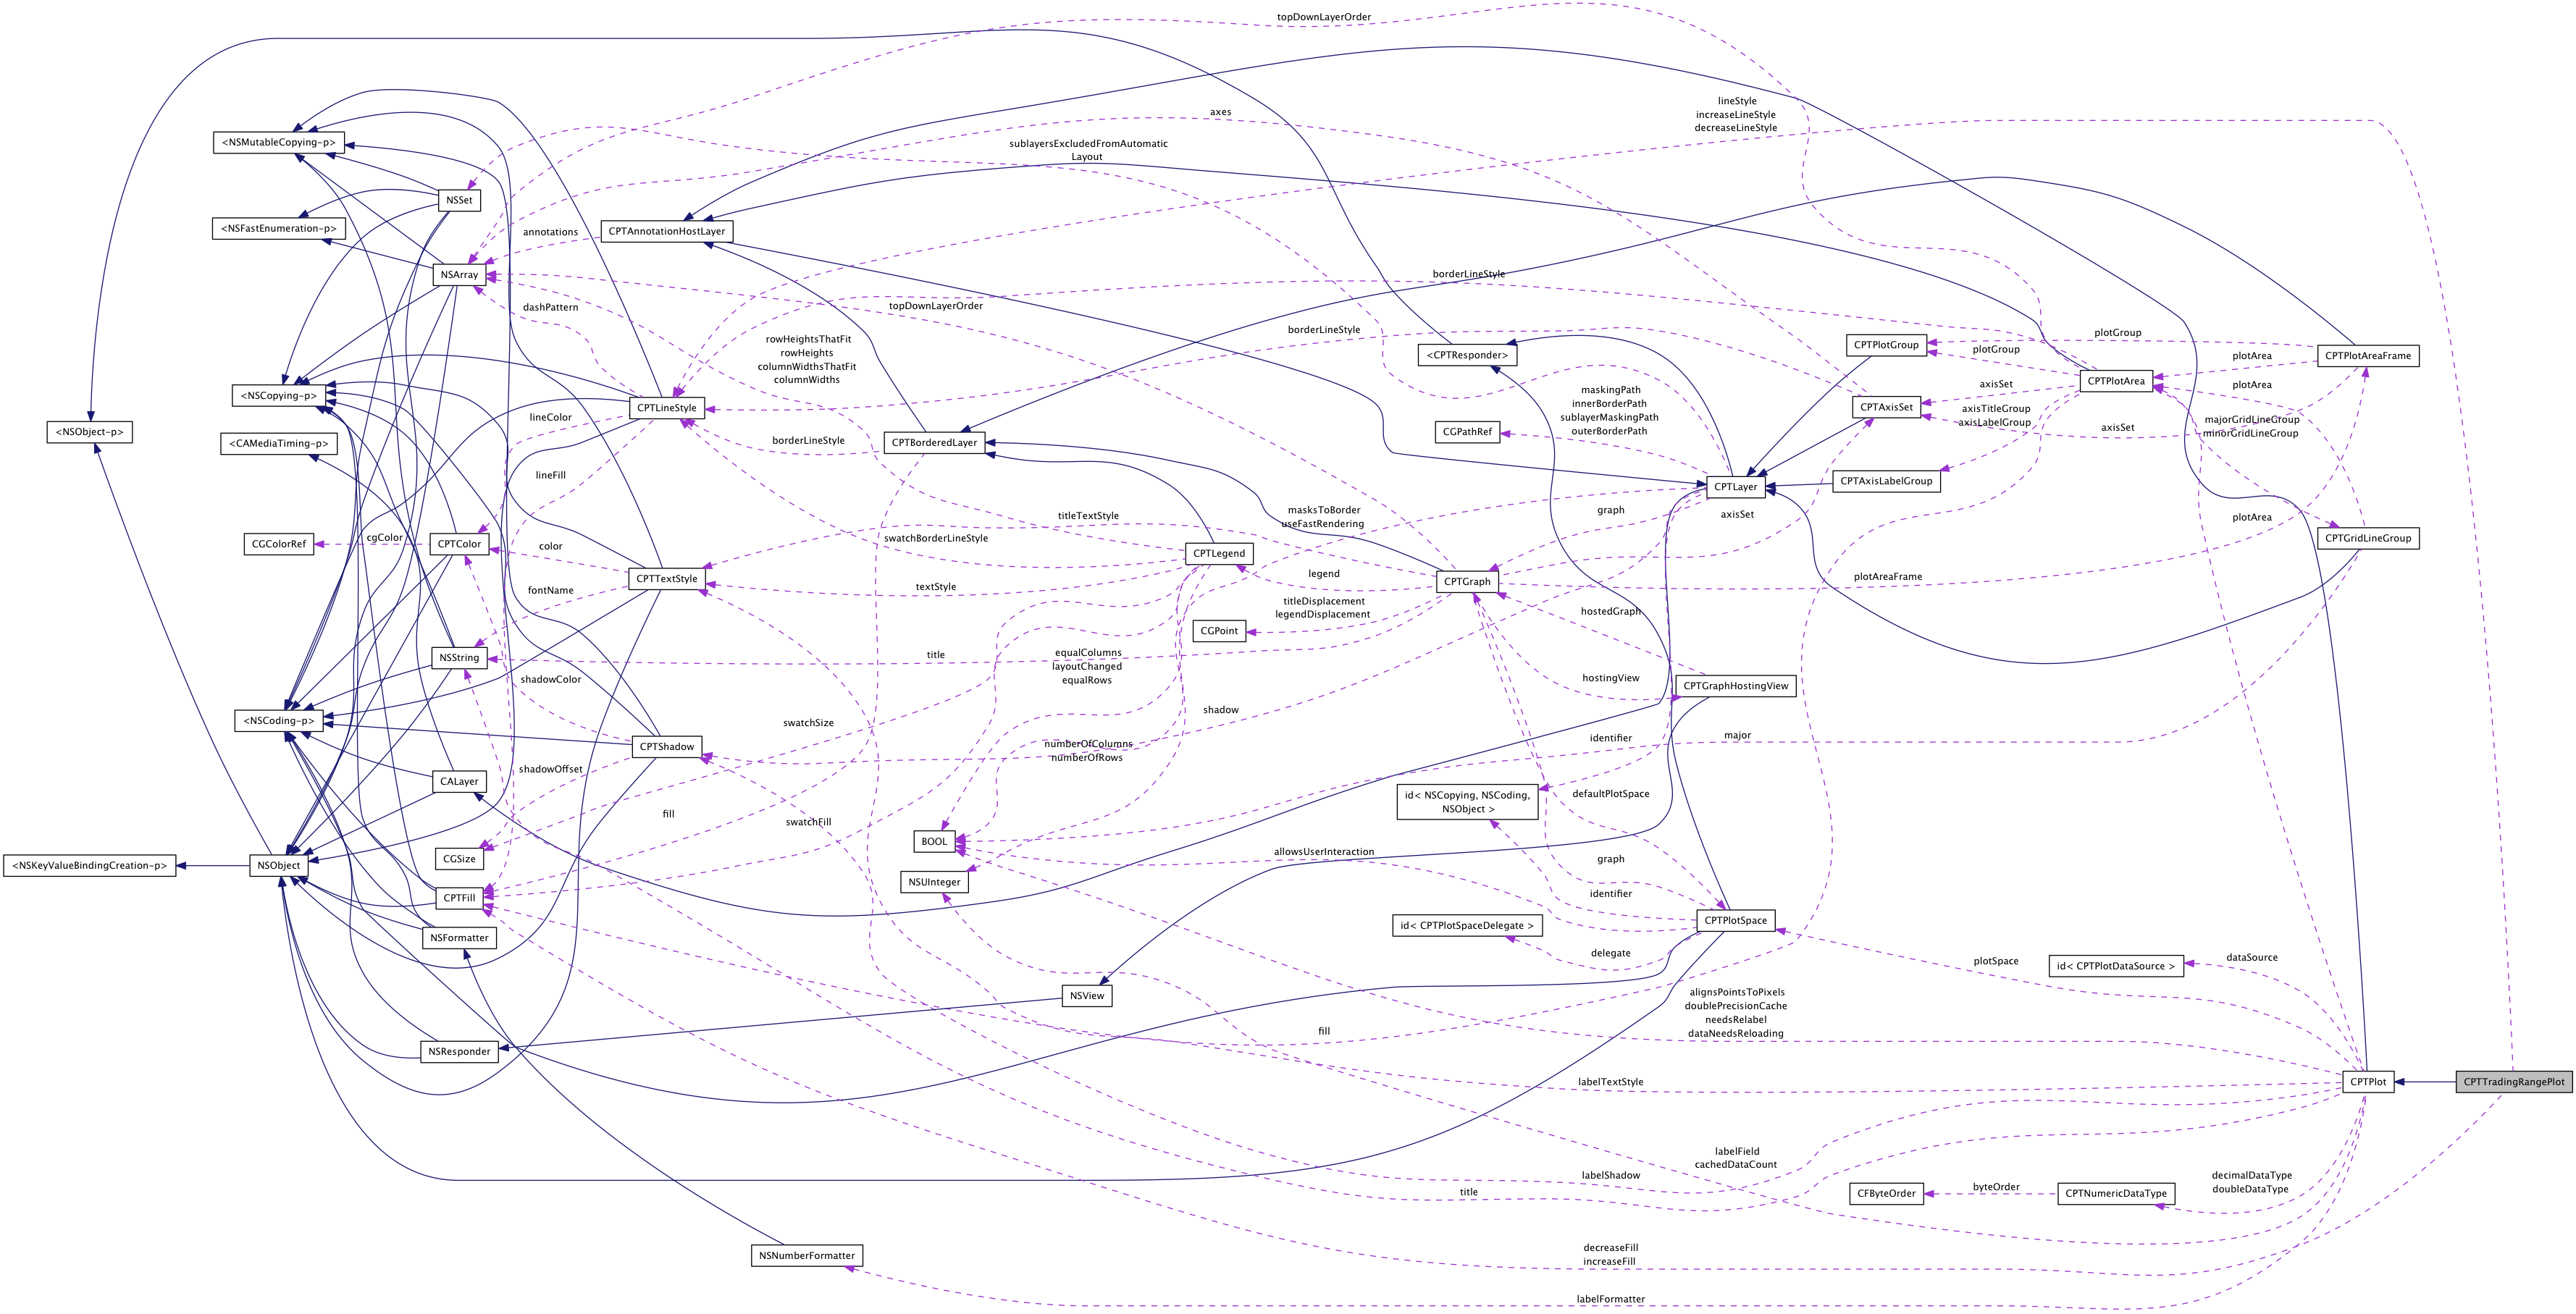 topDownLayerOrder
lineStyle
increaseLineStyle
decreaseLineStyle
axes
sublayersExcludedFromAutomatic
Layout
<NSMutableCopying-p>
NSSet
<NSFastEnumeration-p>
annotations
CPTAnnotationHostLayer
NSArray
borderLineStyle
dashPattern
topDownLayerOrder
rowHeightsThatFit
rowHeights
columnWidthsThatFit
columnWidths
borderLineStyle
<CPTResponder>
CPTPlotGroup
plotGroup
plotGroup
plotArea
CPTPlotAreaFrame
<NSCopying-p>
CPTLineStyle
maskingPath
innerBorderPath
sublayerMaskingPath
outerBorderPath
axisSet
CPTPlotArea
plotArea
CPTAxisSet
axisTitleGroup
axisLabelGroup
axisSet
majorGridLineGroup
minorGridLineGroup
<NSObject-p>
<CAMediaTiming-p>
lineColor
borderLineStyle
CPTBorderedLayer
CGPathRef
lineFill
CPTLayer
CPTAxisLabelGroup
CGColorRef
cgColor
CPTColor
color
titleTextStyle
swatchBorderLineStyle
masksToBorder
useFastRendering
graph
axisSet
plotArea
CPTGridLineGroup
CPTLegend
CPTTextStyle
fontName
textStyle
legend
CPTGraph
plotAreaFrame
titleDisplacement
legendDisplacement
hostedGraph
CGPoint
NSString
title
equalColumns
layoutChanged
equalRows
shadowColor
hostingView
CPTGraphHostingView
<NSCoding-p>
swatchSize
shadow
CPTShadow
numberOfColumns
numberOfRows
identifier
major
shadowOffset
CALayer
id< NSCopying, NSCoding,
NSObject >
defaultPlotSpace
fill
swatchFill
BOOL
allowsUserInteraction
graph
<NSKeyValueBindingCreation-p>
NSObject
CGSize
NSUInteger
identifier
CPTFill
id< CPTPlotSpaceDelegate >
CPTPlotSpace
NSFormatter
delegate
plotSpace
id< CPTPlotDataSource >
dataSource
NSView
alignsPointsToPixels
doublePrecisionCache
needsRelabel
dataNeedsReloading
fill
NSResponder
labelTextStyle
CPTPlot
CPTTradingRangePlot
labelField
cachedDataCount
labelShadow
title
CFByteOrder
byteOrder
CPTNumericDataType
decimalDataType
doubleDataType
NSNumberFormatter
decreaseFill
increaseFill
labelFormatter